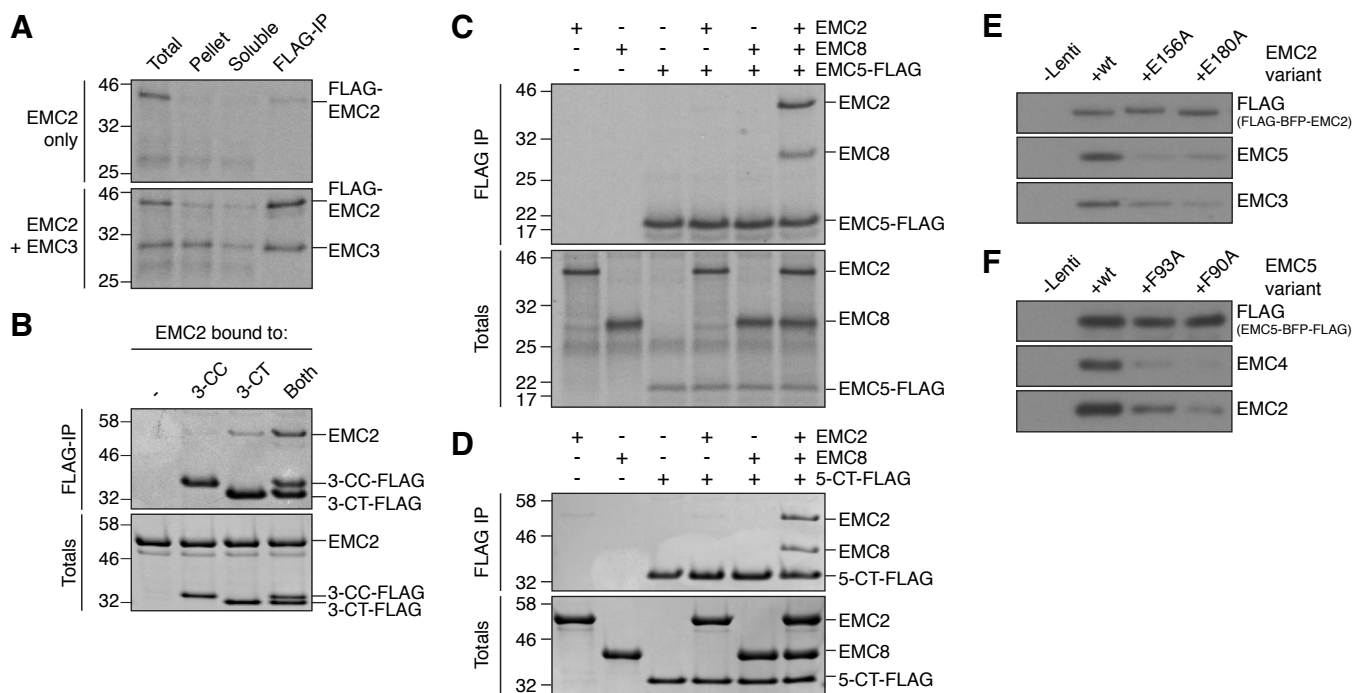 A
Total
Pellet
Soluble
FLAG-IP
46
32
25
EMC2
only
FLAG-
EMC2
46
32
25
EMC2
+ EMC3
FLAG-
EMC2
EMC3
B
EMC2 bound to:
-
3-CC
3-CT
Both
FLAG-IP
58
46
32
EMC2
3-CC-FLAG
3-CT-FLAG
Totals
58
46
32
EMC2
3-CC-FLAG
3-CT-FLAG
C
+ - - + - + EMC2
- + - - + + EMC8
- - + + + + EMC5-FLAG
FLAG IP
46
32
25
22
17
EMC2
EMC8
EMC5-FLAG
Totals
46
32
25
22
17
EMC2
EMC8
EMC5-FLAG
D
+ - - + - + EMC2
- + - - + + EMC8
- - + + + + 5-CT-FLAG
FLAG IP
58
46
32
EMC2
EMC8
5-CT-FLAG
Totals
58
46
32
EMC2
EMC8
5-CT-FLAG
E
-Lenti
+wt
+E156A
+E180A
EMC2
variant
FLAG
(FLAG-BFP-EMC2)
EMC5
EMC3
F
-Lenti
+wt
+F93A
+F90A
EMC5
variant
FLAG
(EMC5-BFP-FLAG)
EMC4
EMC2